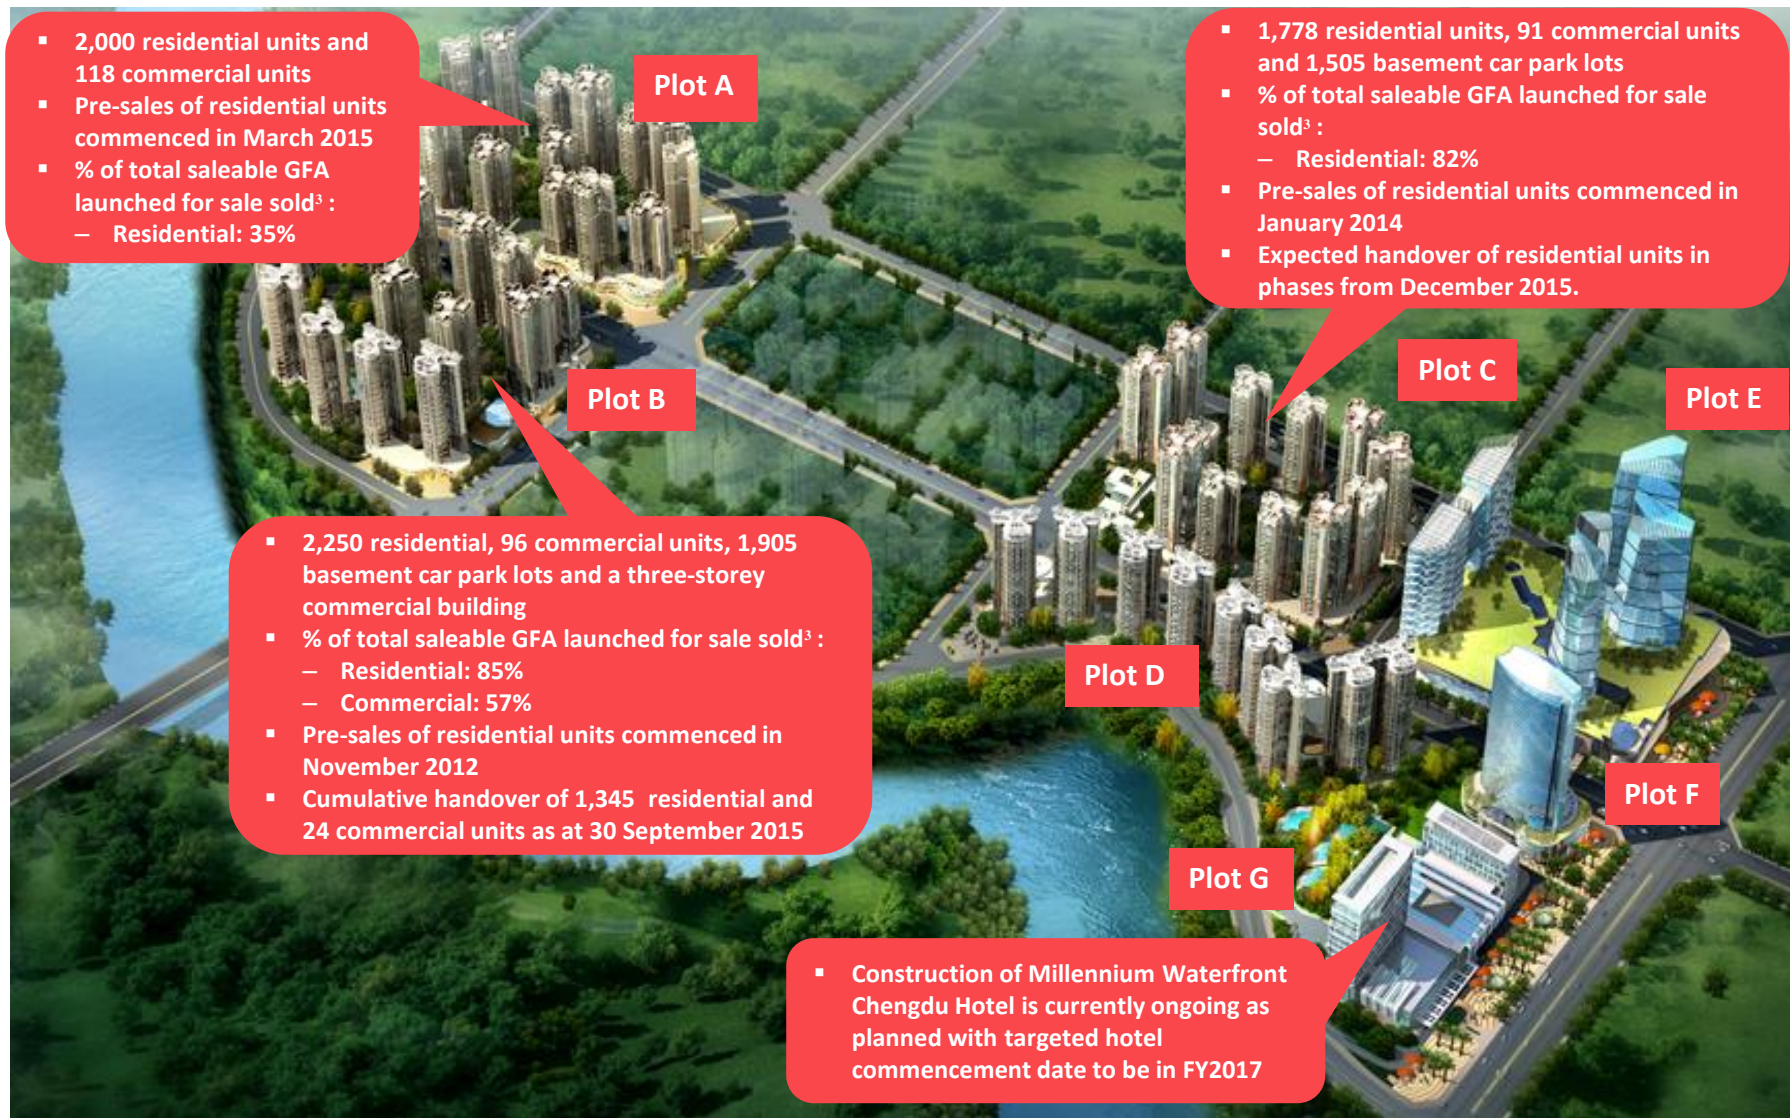 ▪ 2,000 residential units and
118 commercial units
▪ Pre-sales of residential units
commenced in March 2015
▪ % of total saleable GFA
launched for sale sold³ :
– Residential: 35%
Plot A
▪ 1,778 residential units, 91 commercial units
and 1,505 basement car park lots
▪ % of total saleable GFA launched for sale
sold³ :
– Residential: 82%
▪ Pre-sales of residential units commenced in
January 2014
▪ Expected handover of residential units in
phases from December 2015.
Plot C
Plot E
Plot B
▪ 2,250 residential, 96 commercial units, 1,905
basement car park lots and a three-storey
commercial building
▪ % of total saleable GFA launched for sale sold³ :
– Residential: 85%
– Commercial: 57%
▪ Pre-sales of residential units commenced in
November 2012
▪ Cumulative handover of 1,345 residential and
24 commercial units as at 30 September 2015
Plot D
Plot F
Plot G
▪ Construction of Millennium Waterfront
Chengdu Hotel is currently ongoing as
planned with targeted hotel
commencement date to be in FY2017